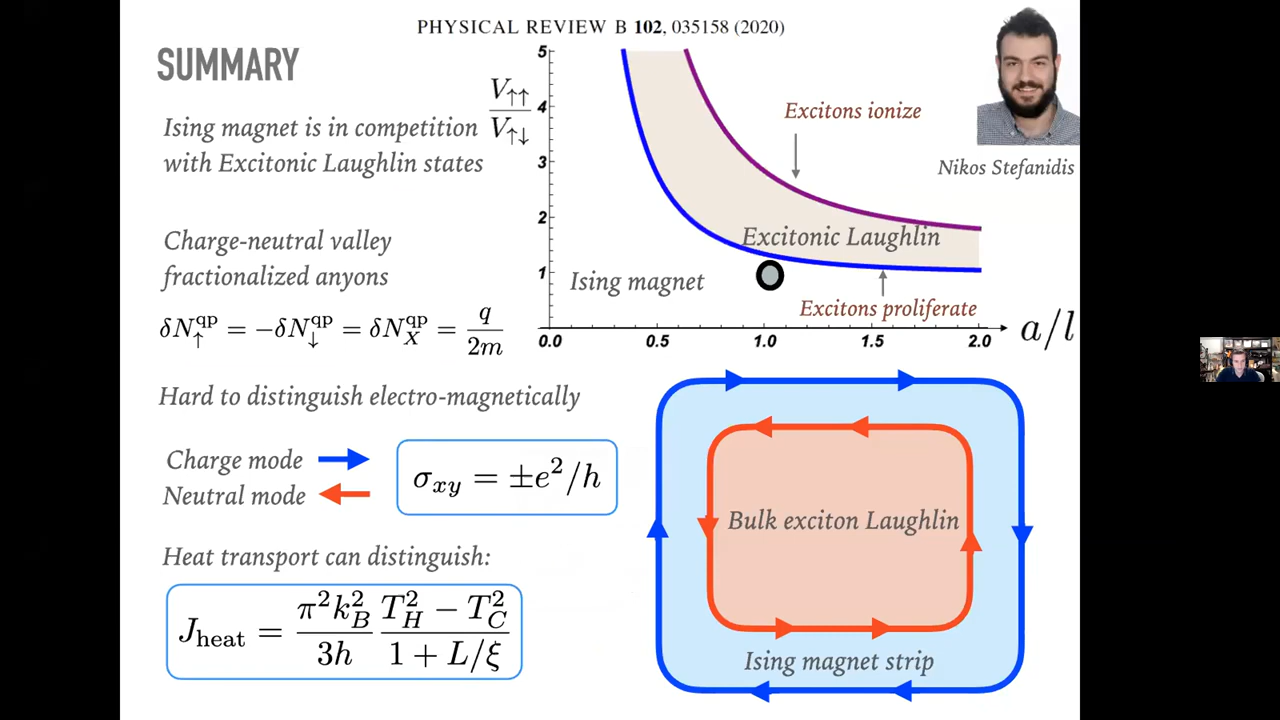 PHYSICAL REVIEW B 102, 035158 (2020)
SUMMARY
Ising magnet is in competition
with Excitonic Laughlin states
Charge-neutral valley
fractionalized anyons
δN↑^qp = −δN↓^qp = δN_X^qp = q/2m
Hard to distinguish electro-magnetically
Charge mode
Neutral mode
σ_xy = ±e²/h
Heat transport can distinguish:
J_heat = π²k_B²/3h (T_H² − T_C²)/(1 + L/ξ)
V↑↑/V↑↓
5
4
3
2
1
0.0 0.5 1.0 1.5 2.0
a/l
Excitons ionize
Excitonic Laughlin
Ising magnet
Excitons proliferate
Nikos Stefanidis
Bulk exciton Laughlin
Ising magnet strip